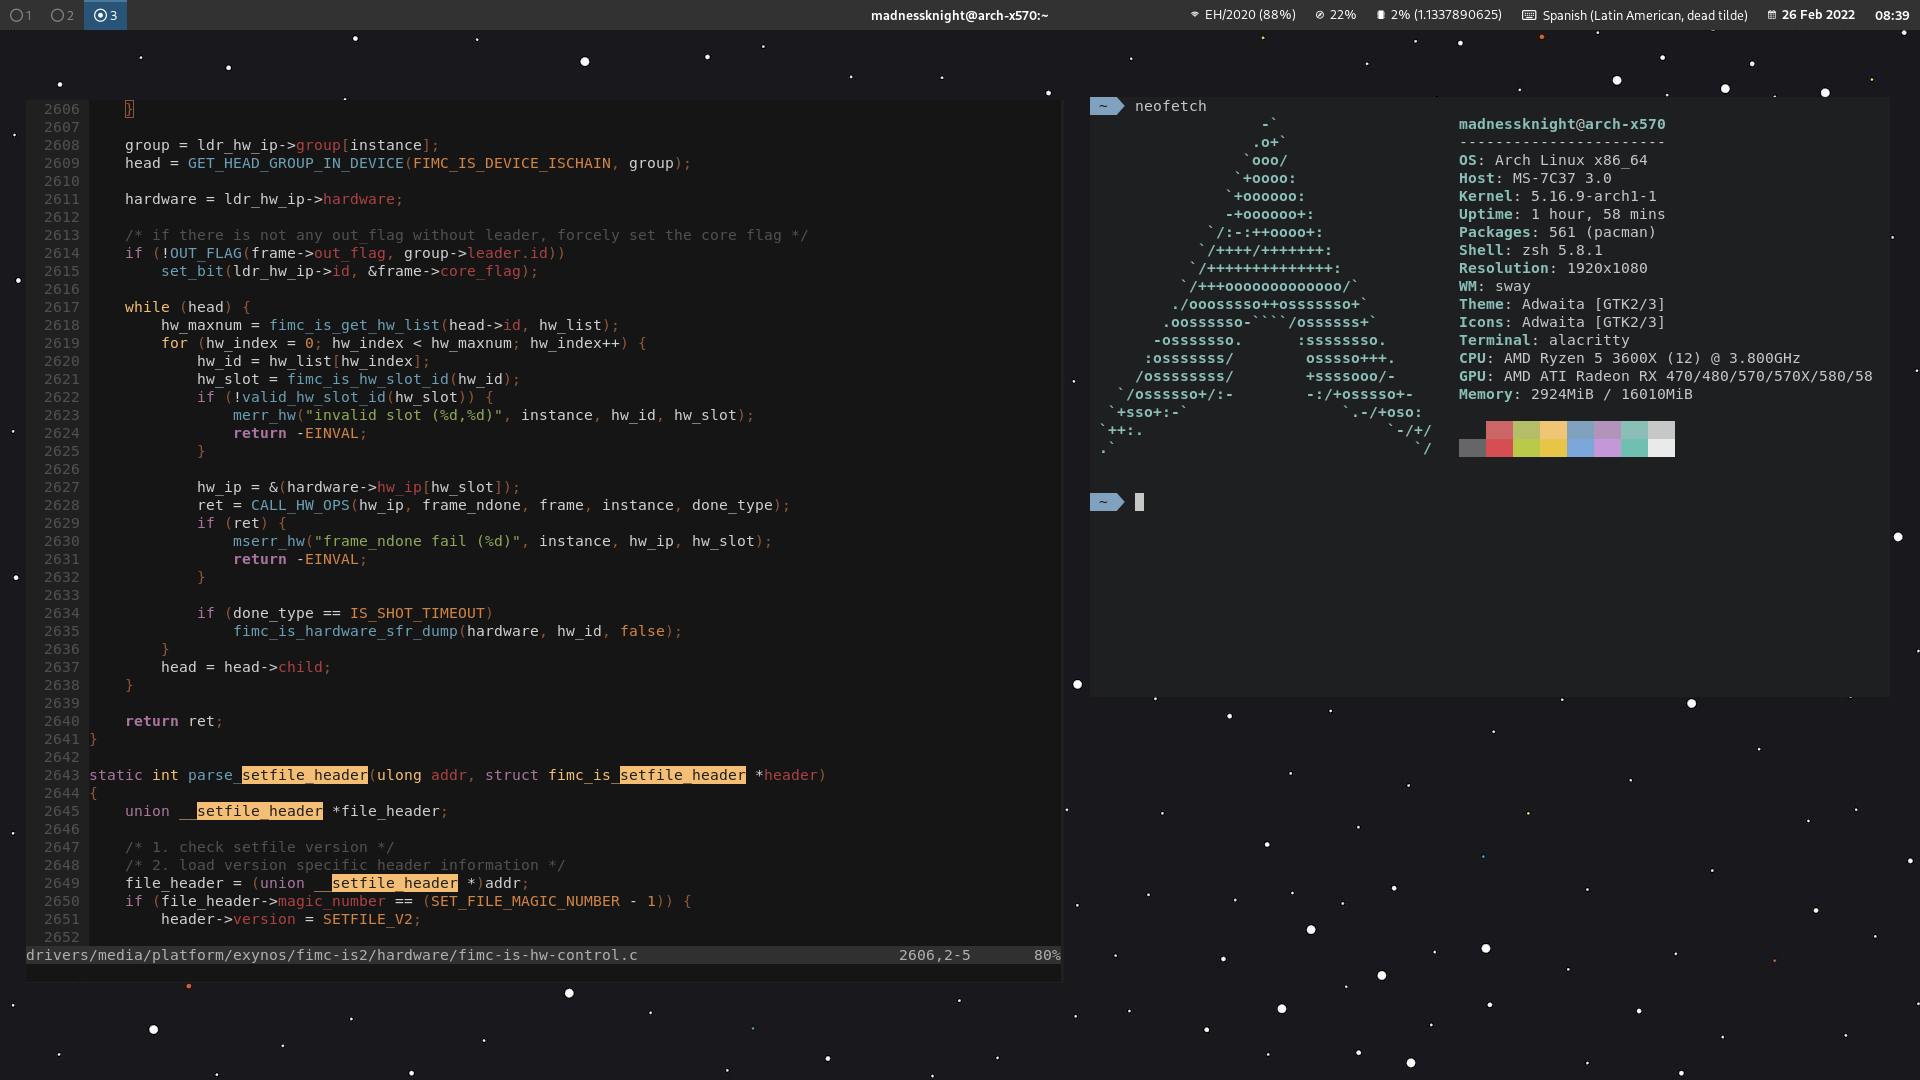 1 2 3 madnessknight@arch-x570:~ EH/2020 (88%) 22% 2% (1.1337890625) Spanish (Latin American, dead tilde) 26 Feb 2022 08:39
2606     }
2607
2608     group = ldr_hw_ip->group[instance];
2609     head = GET_HEAD_GROUP_IN_DEVICE(FIMC_IS_DEVICE_ISCHAIN, group);
2610
2611     hardware = ldr_hw_ip->hardware;
2612
2613     /* if there is not any out_flag without leader, forcely set the core flag */
2614     if (!OUT_FLAG(frame->out_flag, group->leader.id))
2615         set_bit(ldr_hw_ip->id, &frame->core_flag);
2616
2617     while (head) {
2618         hw_maxnum = fimc_is_get_hw_list(head->id, hw_list);
2619         for (hw_index = 0; hw_index < hw_maxnum; hw_index++) {
2620             hw_id = hw_list[hw_index];
2621             hw_slot = fimc_is_hw_slot_id(hw_id);
2622             if (!valid_hw_slot_id(hw_slot)) {
2623                 merr_hw("invalid slot (%d,%d)", instance, hw_id, hw_slot);
2624                 return -EINVAL;
2625             }
2626
2627             hw_ip = &(hardware->hw_ip[hw_slot]);
2628             ret = CALL_HW_OPS(hw_ip, frame_ndone, frame, instance, done_type);
2629             if (ret) {
2630                 mserr_hw("frame_ndone fail (%d)", instance, hw_ip, hw_slot);
2631                 return -EINVAL;
2632             }
2633
2634             if (done_type == IS_SHOT_TIMEOUT)
2635                 fimc_is_hardware_sfr_dump(hardware, hw_id, false);
2636         }
2637         head = head->child;
2638     }
2639
2640     return ret;
2641 }
2642
2643 static int parse_setfile_header(ulong addr, struct fimc_is_setfile_header *header)
2644 {
2645     union __setfile_header *file_header;
2646
2647     /* 1. check setfile version */
2648     /* 2. load version specific header information */
2649     file_header = (union __setfile_header *)addr;
2650     if (file_header->magic_number == (SET_FILE_MAGIC_NUMBER - 1)) {
2651         header->version = SETFILE_V2;
2652
drivers/media/platform/exynos/fimc-is2/hardware/fimc-is-hw-control.c 2606,2-5 80%
~ neofetch
                  -`
                 .o+`
                `ooo/
               `+oooo:
              `+oooooo:
              -+oooooo+:
            `/:-:++oooo+:
           `/++++/+++++++:
          `/++++++++++++++:
         `/+++ooooooooooooo/`
        ./ooosssso++osssssso+`
       .oossssso-````/ossssss+`
      -osssssso.      :ssssssso.
     :osssssss/        osssso+++.
    /ossssssss/        +ssssooo/-
  `/ossssso+/:-        -:/+osssso+-
 `+sso+:-`                 `.-/+oso:
`++:.                           `-/+/
.`                                 `/
madnessknight@arch-x570
-----------------------
OS: Arch Linux x86_64
Host: MS-7C37 3.0
Kernel: 5.16.9-arch1-1
Uptime: 1 hour, 58 mins
Packages: 561 (pacman)
Shell: zsh 5.8.1
Resolution: 1920x1080
WM: sway
Theme: Adwaita [GTK2/3]
Icons: Adwaita [GTK2/3]
Terminal: alacritty
CPU: AMD Ryzen 5 3600X (12) @ 3.800GHz
GPU: AMD ATI Radeon RX 470/480/570/570X/580/58
Memory: 2924MiB / 16010MiB
~